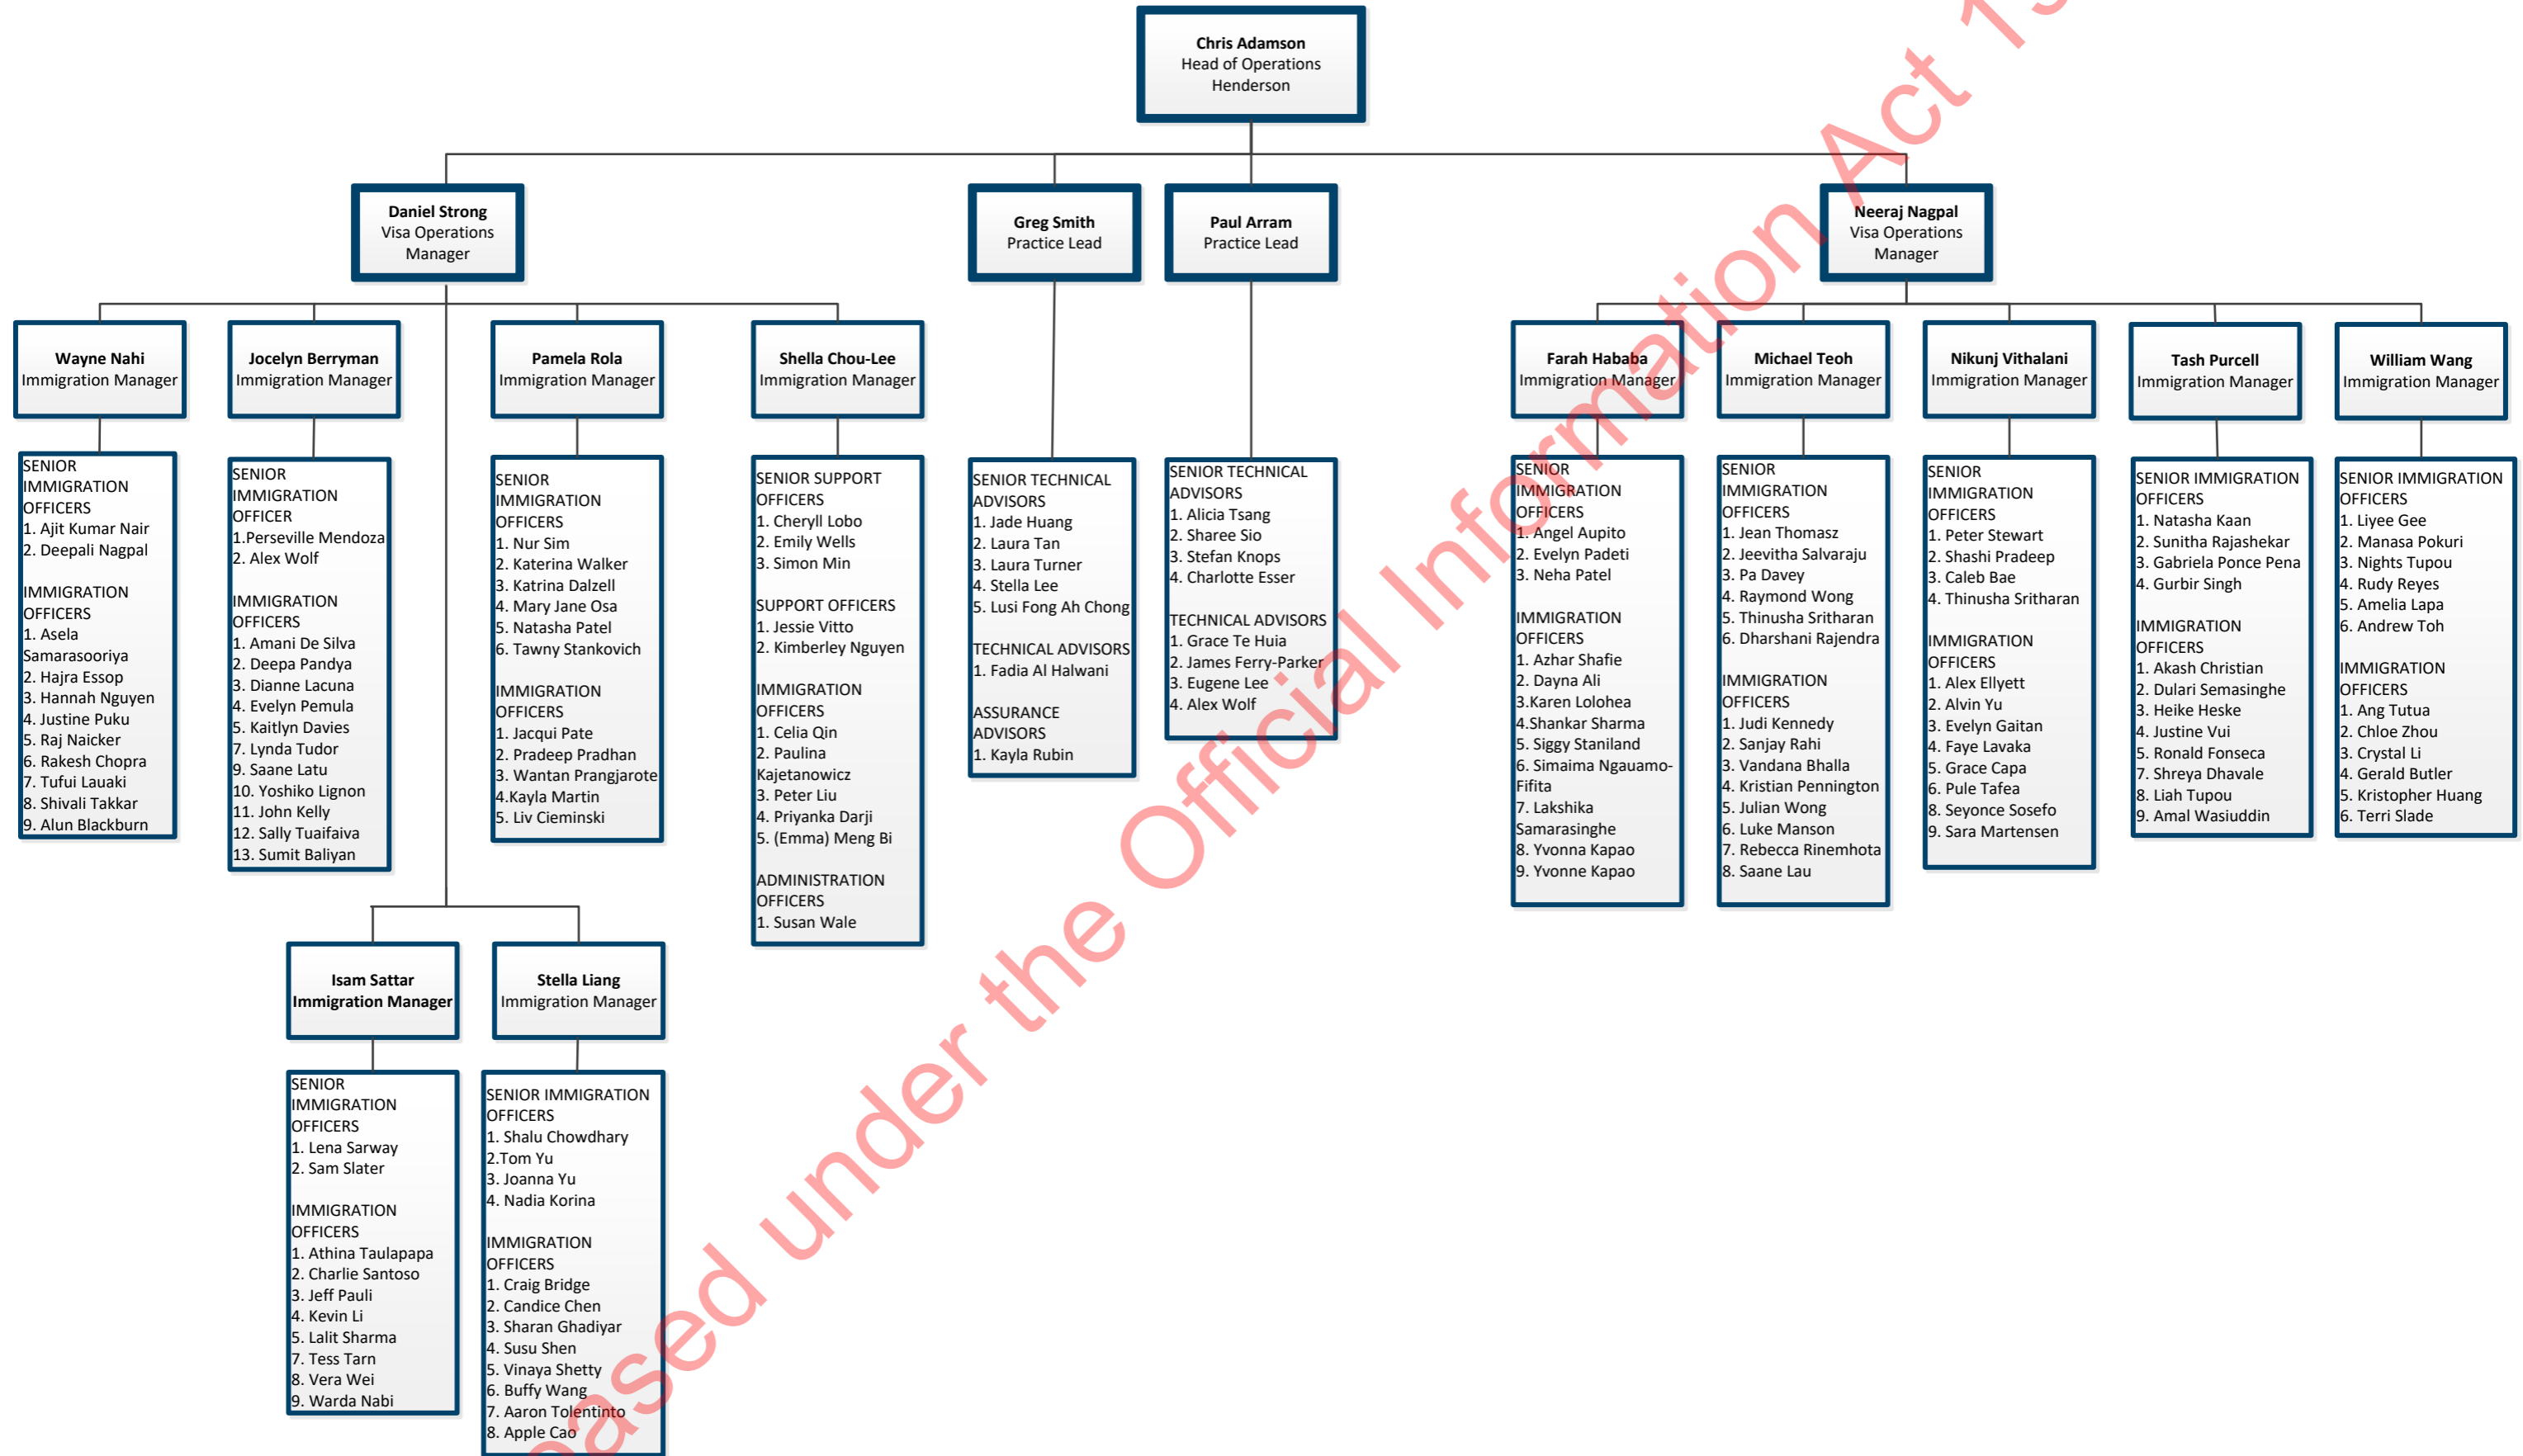 Chris Adamson
Head of Operations
Henderson
Daniel Strong
Visa Operations
Manager
Greg Smith
Practice Lead
Paul Arram
Practice Lead
Neeraj Nagpal
Visa Operations
Manager
Wayne Nahi
Immigration Manager
Jocelyn Berryman
Immigration Manager
Pamela Rola
Immigration Manager
Shella Chou-Lee
Immigration Manager
Farah Hababa
Immigration Manager
Michael Teoh
Immigration Manager
Nikunj Vithalani
Immigration Manager
Tash Purcell
Immigration Manager
William Wang
Immigration Manager
SENIOR
IMMIGRATION
OFFICERS
1. Ajit Kumar Nair
2. Deepali Nagpal
IMMIGRATION
OFFICERS
1. Asela
Samarasooriya
2. Hajra Essop
3. Hannah Nguyen
4. Justine Puku
5. Raj Naicker
6. Rakesh Chopra
7. Tufui Lauaki
8. Shivali Takkar
9. Alun Blackburn
SENIOR
IMMIGRATION
OFFICER
1.Perseville Mendoza
2. Alex Wolf
IMMIGRATION
OFFICERS
1. Amani De Silva
2. Deepa Pandya
3. Dianne Lacuna
4. Evelyn Pemula
5. Kaitlyn Davies
7. Lynda Tudor
9. Saane Latu
10. Yoshiko Lignon
11. John Kelly
12. Sally Tuaifaiva
13. Sumit Baliyan
SENIOR
IMMIGRATION
OFFICERS
1. Nur Sim
2. Katerina Walker
3. Katrina Dalzell
4. Mary Jane Osa
5. Natasha Patel
6. Tawny Stankovich
IMMIGRATION
OFFICERS
1. Jacqui Pate
2. Pradeep Pradhan
3. Wantan Prangjarote
4.Kayla Martin
5. Liv Cieminski
SENIOR SUPPORT
OFFICERS
1. Cheryll Lobo
2. Emily Wells
3. Simon Min
SUPPORT OFFICERS
1. Jessie Vitto
2. Kimberley Nguyen
IMMIGRATION
OFFICERS
1. Celia Qin
2. Paulina
Kajetanowicz
3. Peter Liu
4. Priyanka Darji
5. (Emma) Meng Bi
ADMINISTRATION
OFFICERS
1. Susan Wale
SENIOR TECHNICAL
ADVISORS
1. Jade Huang
2. Laura Tan
3. Laura Turner
4. Stella Lee
5. Lusi Fong Ah Chong
TECHNICAL ADVISORS
1. Fadia Al Halwani
ASSURANCE
ADVISORS
1. Kayla Rubin
SENIOR TECHNICAL
ADVISORS
1. Alicia Tsang
2. Sharee Sio
3. Stefan Knops
4. Charlotte Esser
TECHNICAL ADVISORS
1. Grace Te Huia
2. James Ferry-Parker
3. Eugene Lee
4. Alex Wolf
SENIOR
IMMIGRATION
OFFICERS
1. Angel Aupito
2. Evelyn Padeti
3. Neha Patel
IMMIGRATION
OFFICERS
1. Azhar Shafie
2. Dayna Ali
3.Karen Lolohea
4.Shankar Sharma
5. Siggy Staniland
6. Simaima Ngauamo-
Fifita
7. Lakshika
Samarasinghe
8. Yvonna Kapao
9. Yvonne Kapao
SENIOR
IMMIGRATION
OFFICERS
1. Jean Thomasz
2. Jeevitha Salvaraju
3. Pa Davey
4. Raymond Wong
5. Thinusha Sritharan
6. Dharshani Rajendra
IMMIGRATION
OFFICERS
1. Judi Kennedy
2. Sanjay Rahi
3. Vandana Bhalla
4. Kristian Pennington
5. Julian Wong
6. Luke Manson
7. Rebecca Rinemhota
8. Saane Lau
SENIOR
IMMIGRATION
OFFICERS
1. Peter Stewart
2. Shashi Pradeep
3. Caleb Bae
4. Thinusha Sritharan
IMMIGRATION
OFFICERS
1. Alex Ellyett
2. Alvin Yu
3. Evelyn Gaitan
4. Faye Lavaka
5. Grace Capa
6. Pule Tafea
8. Seyonce Sosefo
9. Sara Martensen
SENIOR IMMIGRATION
OFFICERS
1. Natasha Kaan
2. Sunitha Rajashekar
3. Gabriela Ponce Pena
4. Gurbir Singh
IMMIGRATION
OFFICERS
1. Akash Christian
2. Dulari Semasinghe
3. Heike Heske
4. Justine Vui
5. Ronald Fonseca
7. Shreya Dhavale
8. Liah Tupou
9. Amal Wasiuddin
SENIOR IMMIGRATION
OFFICERS
1. Liyee Gee
2. Manasa Pokuri
3. Nights Tupou
4. Rudy Reyes
5. Amelia Lapa
6. Andrew Toh
IMMIGRATION
OFFICERS
1. Ang Tutua
2. Chloe Zhou
3. Crystal Li
4. Gerald Butler
5. Kristopher Huang
6. Terri Slade
Isam Sattar
Immigration Manager
Stella Liang
Immigration Manager
SENIOR
IMMIGRATION
OFFICERS
1. Lena Sarway
2. Sam Slater
IMMIGRATION
OFFICERS
1. Athina Taulapapa
2. Charlie Santoso
3. Jeff Pauli
4. Kevin Li
5. Lalit Sharma
7. Tess Tarn
8. Vera Wei
9. Warda Nabi
SENIOR IMMIGRATION
OFFICERS
1. Shalu Chowdhary
2.Tom Yu
3. Joanna Yu
4. Nadia Korina
IMMIGRATION
OFFICERS
1. Craig Bridge
2. Candice Chen
3. Sharan Ghadiyar
4. Susu Shen
5. Vinaya Shetty
6. Buffy Wang
7. Aaron Tolentinto
8. Apple Cao
under the Official Information Act